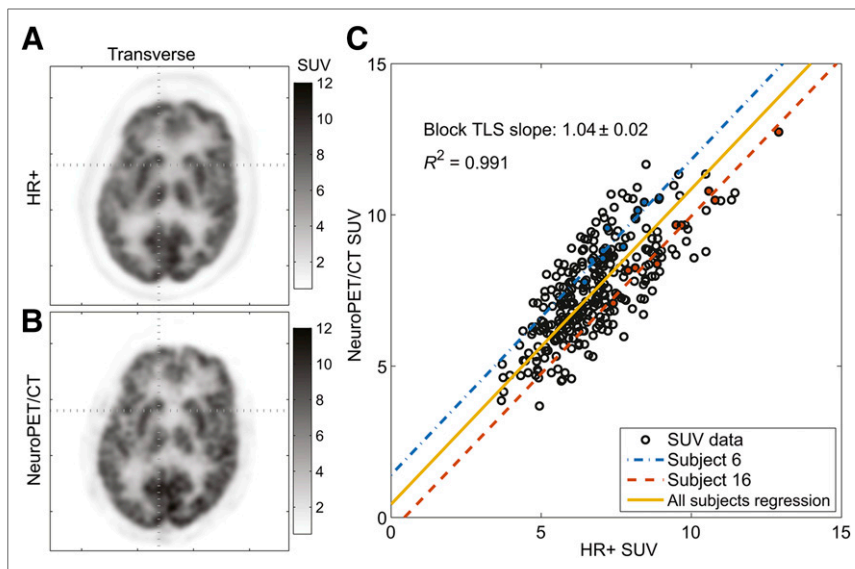 A
Transverse
SUV
HR+
12
10
8
6
4
2
B
NeuroPET/CT
12
10
8
6
4
2
C
Block TLS slope: 1.04 ± 0.02
R² = 0.991
NeuroPET/CT SUV
15
10
5
0
0
5
10
15
HR+ SUV
SUV data
Subject 6
Subject 16
All subjects regression